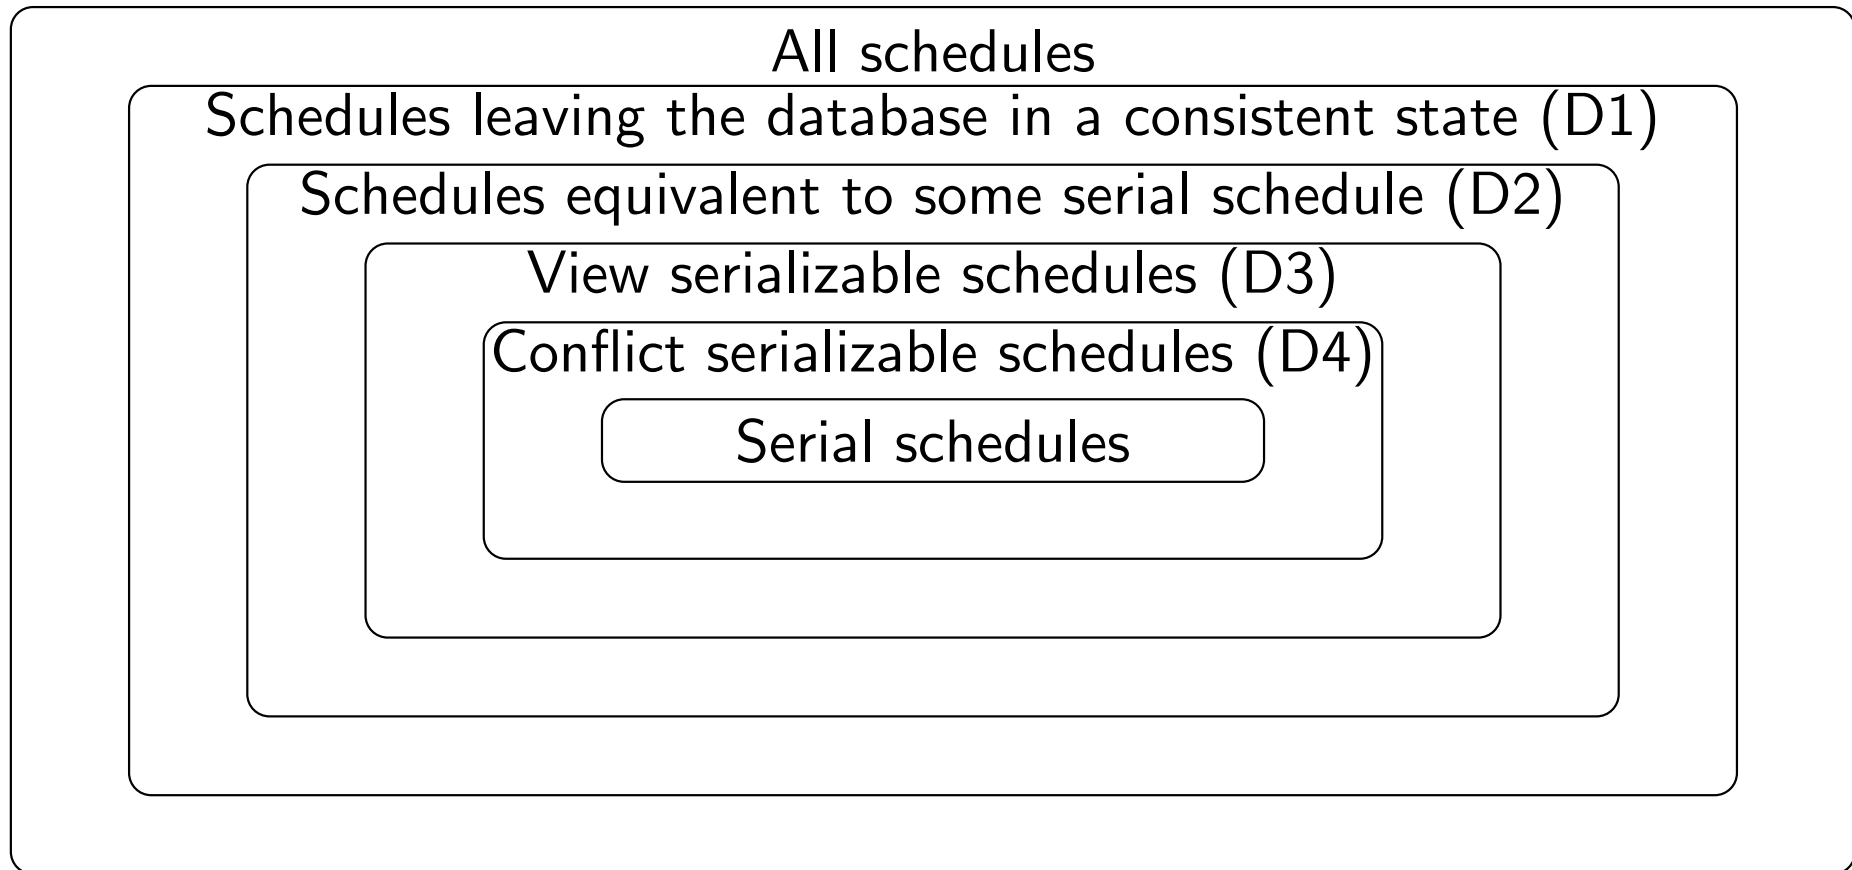 All schedules
Schedules leaving the database in a consistent state (D1)
Schedules equivalent to some serial schedule (D2)
View serializable schedules (D3)
Conflict serializable schedules (D4)
Serial schedules